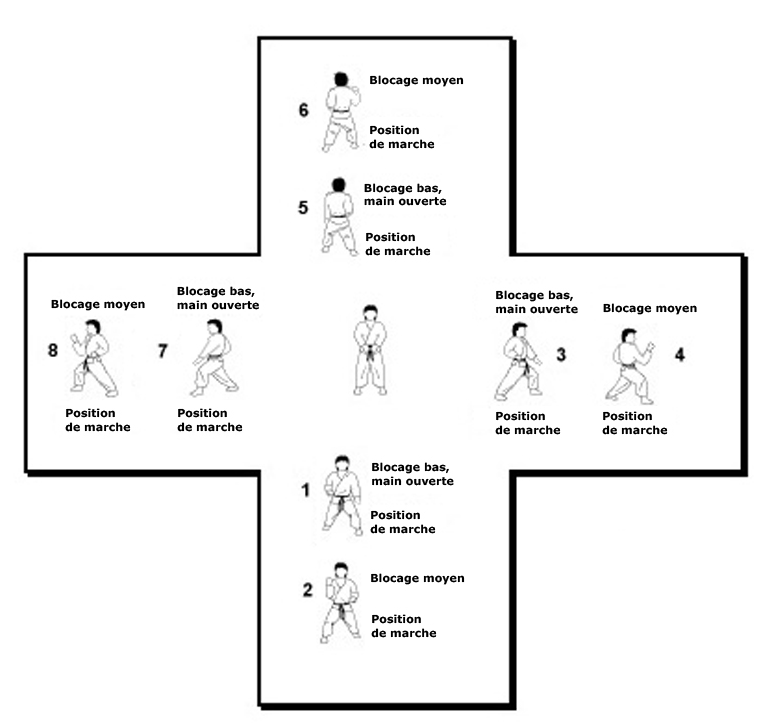 6
Blocage moyen
Position
de marche
5
Blocage bas,
main ouverte
Position
de marche
8
Blocage moyen
Position
de marche
7
Blocage bas,
main ouverte
Position
de marche
Blocage bas,
main ouverte
3
Position
de marche
Blocage moyen
4
Position
de marche
1
Blocage bas,
main ouverte
Position
de marche
2
Blocage moyen
Position
de marche